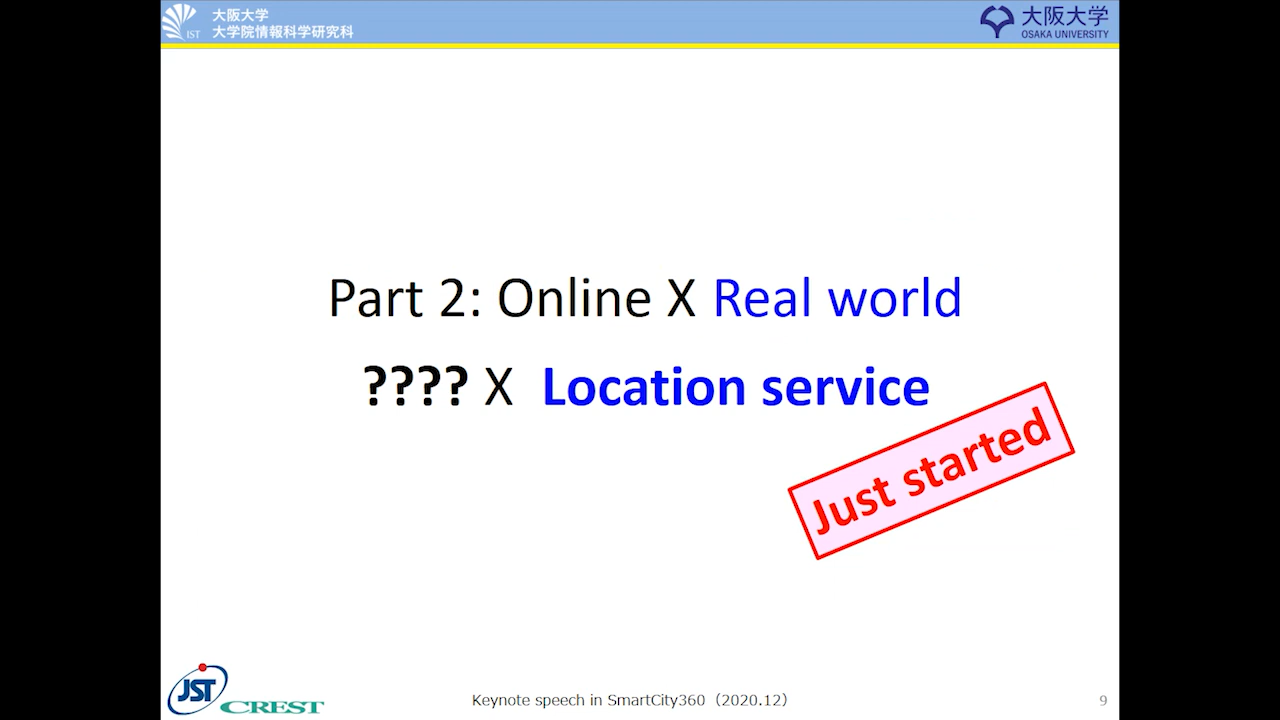 IST
大阪大学
大学院情報科学研究科
大阪大学
OSAKA UNIVERSITY
Part 2: Online X Real world
???? X Location service
Just started
JST
CREST
Keynote speech in SmartCity360（2020.12）
9